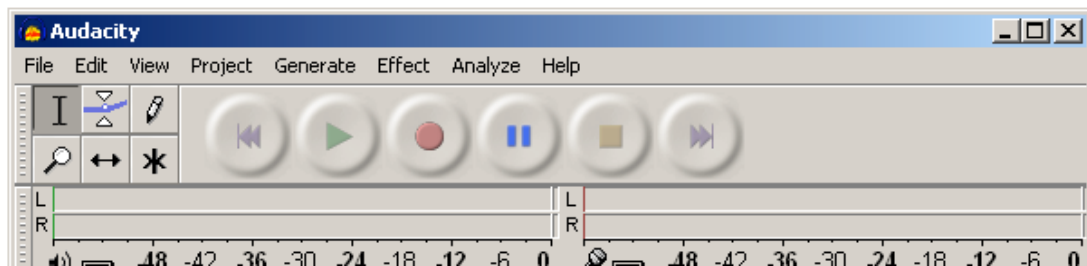 Audacity
File Edit View Project Generate Effect Analyze Help
L L
R R
-48 -42 -36 -30 -24 -18 -12 -6 0 -48 -42 -36 -30 -24 -18 -12 -6 0